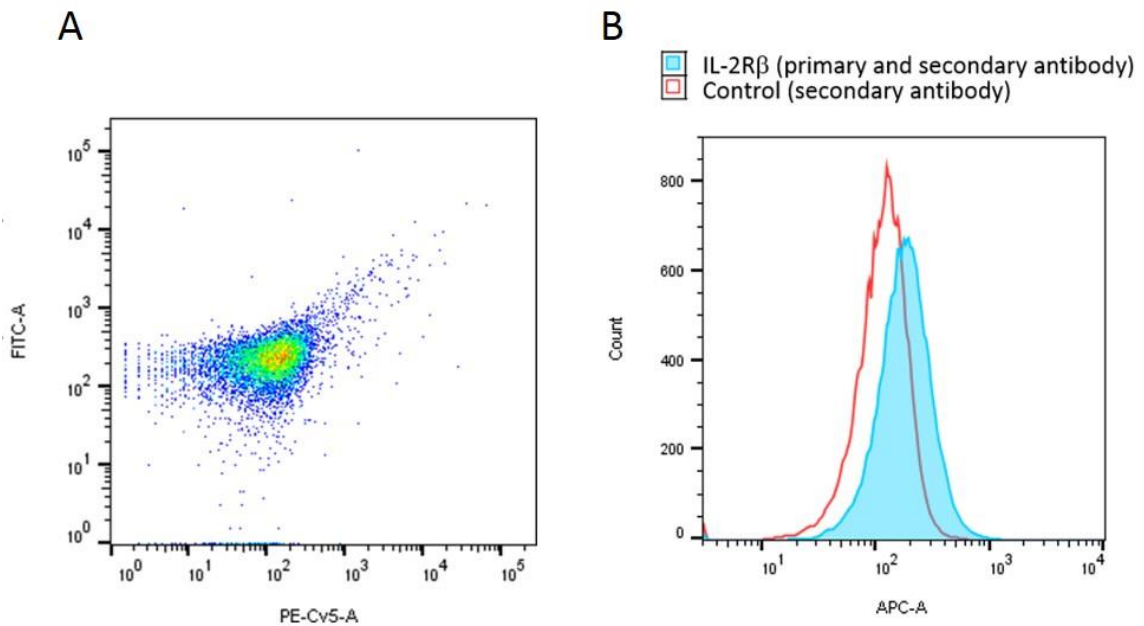 A
B
IL-2Rβ (primary and secondary antibody)
Control (secondary antibody)
10^5
10^4
10^3
10^2
10^1
10^0
FITC-A
10^0 10^1 10^2 10^3 10^4 10^5
PE-Cy5-A
800
600
400
200
0
Count
10^1 10^2 10^3 10^4
APC-A